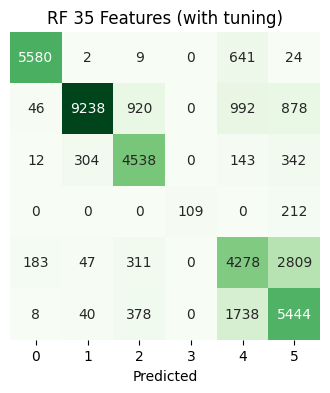 RF 35 Features (with tuning)
5580 2 9 0 641 24
46 9238 920 0 992 878
12 304 4538 0 143 342
0 0 0 109 0 212
183 47 311 0 4278 2809
8 40 378 0 1738 5444
0 1 2 3 4 5
Predicted